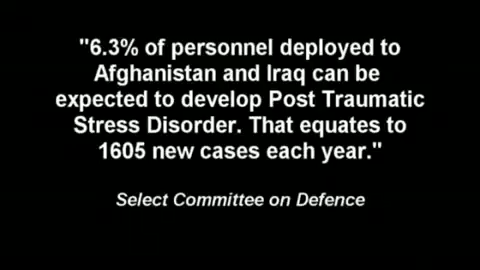 "6.3% of personnel deployed to
Afghanistan and Iraq can be
expected to develop Post Traumatic
Stress Disorder. That equates to
1605 new cases each year."
Select Committee on Defence